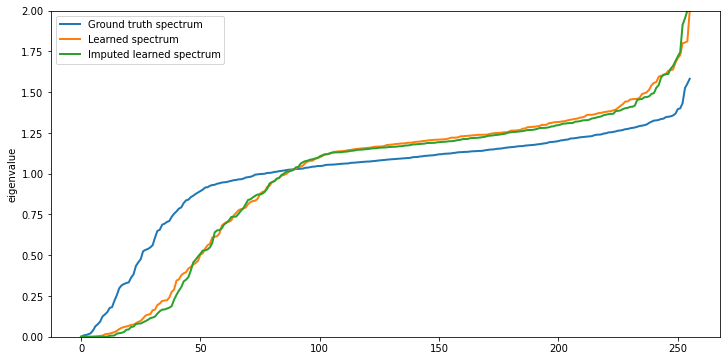 2.00
1.75
1.50
1.25
1.00
0.75
0.50
0.25
0.00
eigenvalue
Ground truth spectrum
Learned spectrum
Imputed learned spectrum
0 50 100 150 200 250